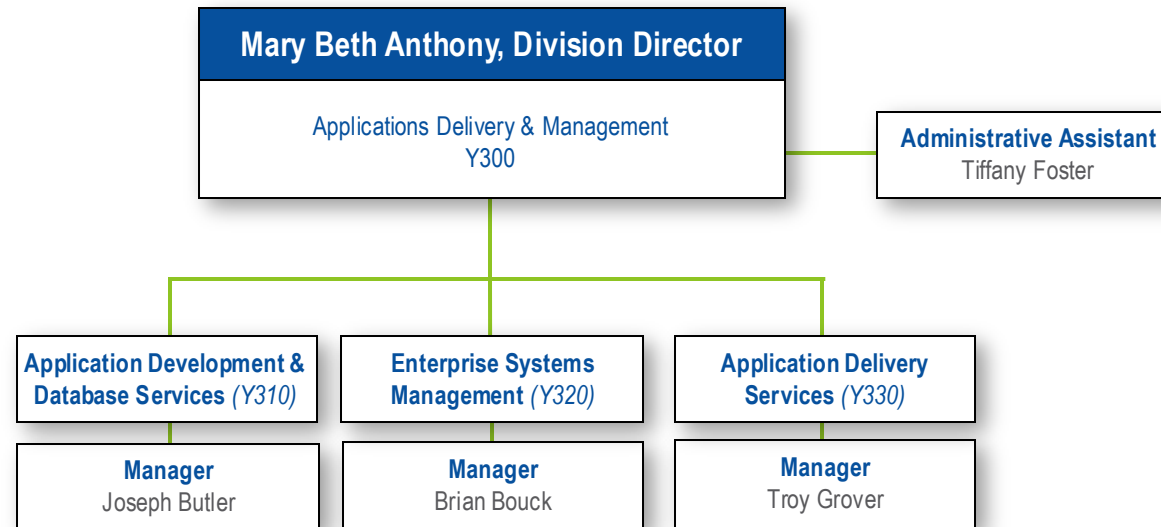 Mary Beth Anthony, Division Director
Applications Delivery & Management
Y300
Administrative Assistant
Tiffany Foster
Application Development &
Database Services (Y310)
Enterprise Systems
Management (Y320)
Application Delivery
Services (Y330)
Manager
Joseph Butler
Manager
Brian Bouck
Manager
Troy Grover